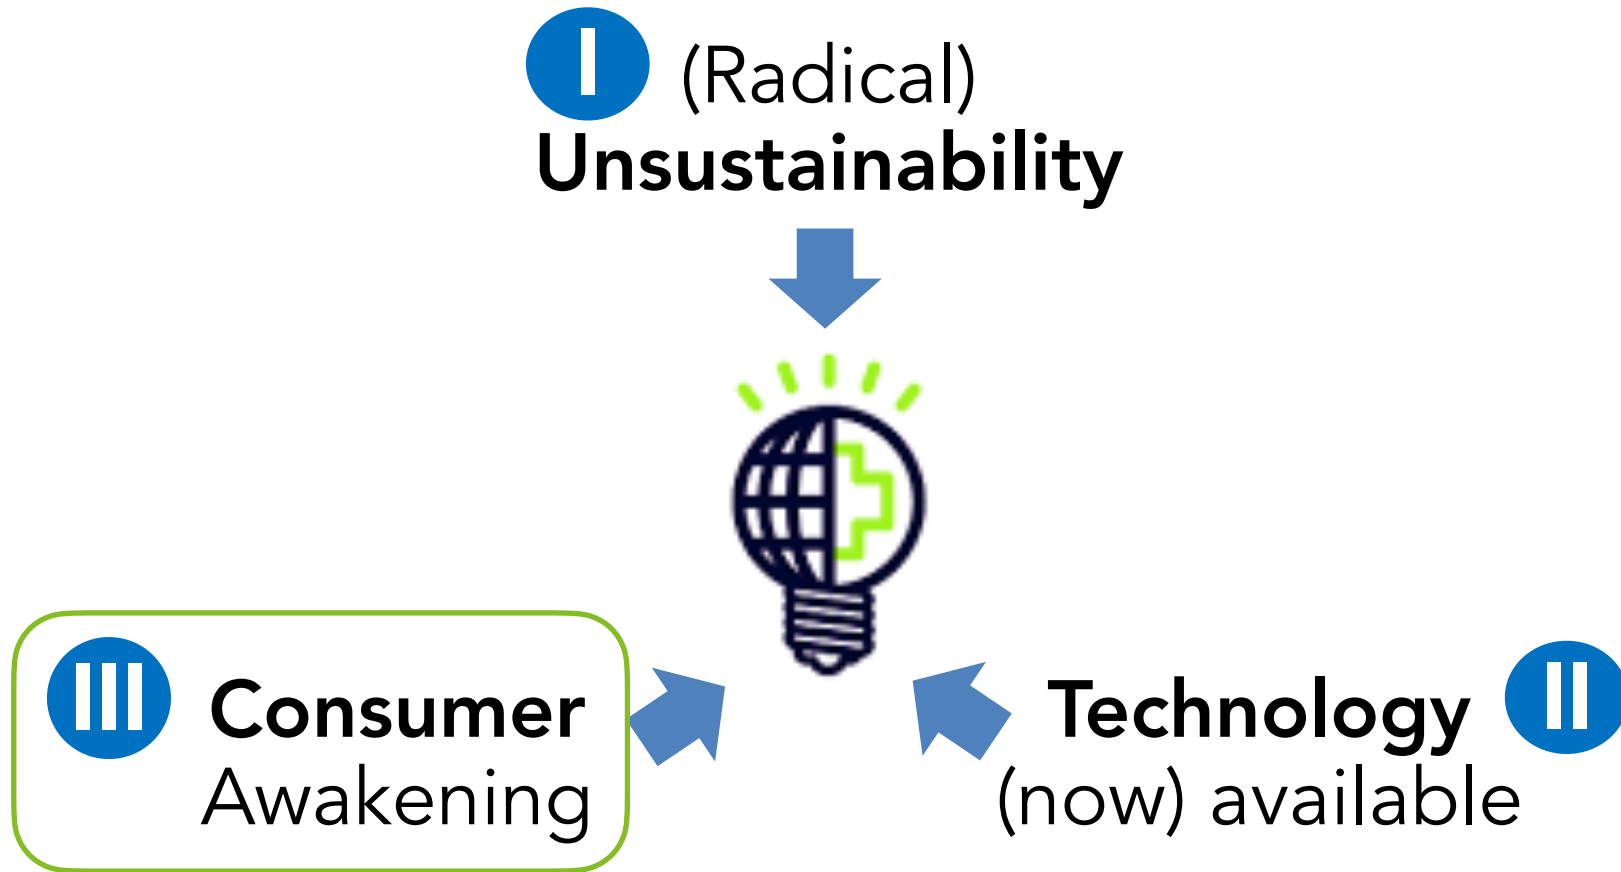 I (Radical)
Unsustainability
III Consumer
Awakening
Technology II
(now) available